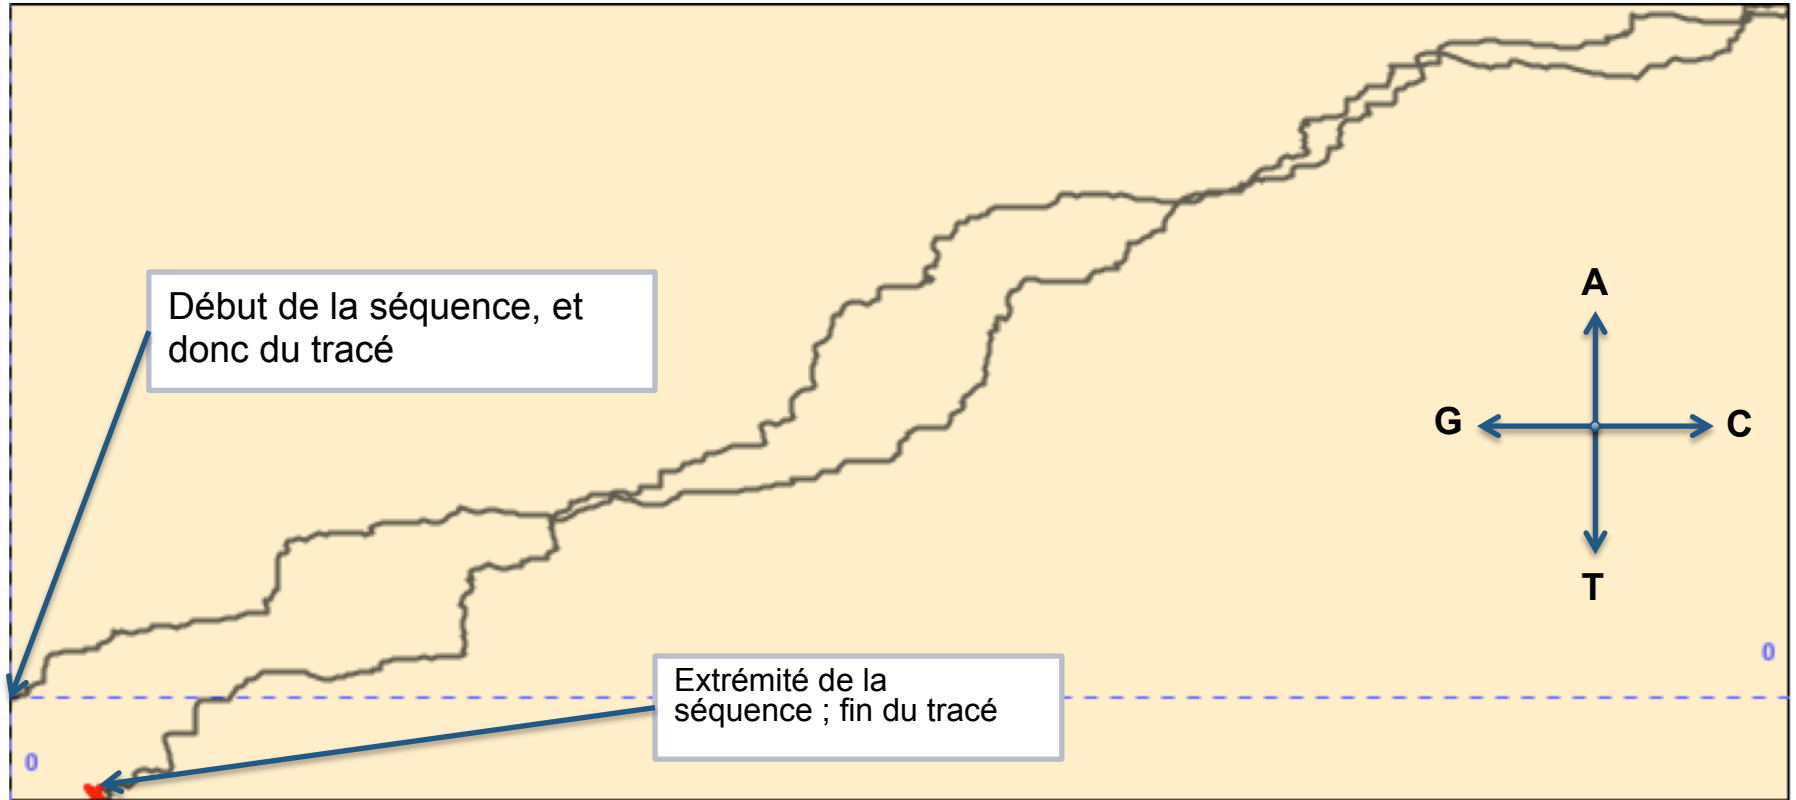 Début de la séquence, et
donc du tracé
A
G
C
T
0
Extrémité de la
séquence ; fin du tracé
0